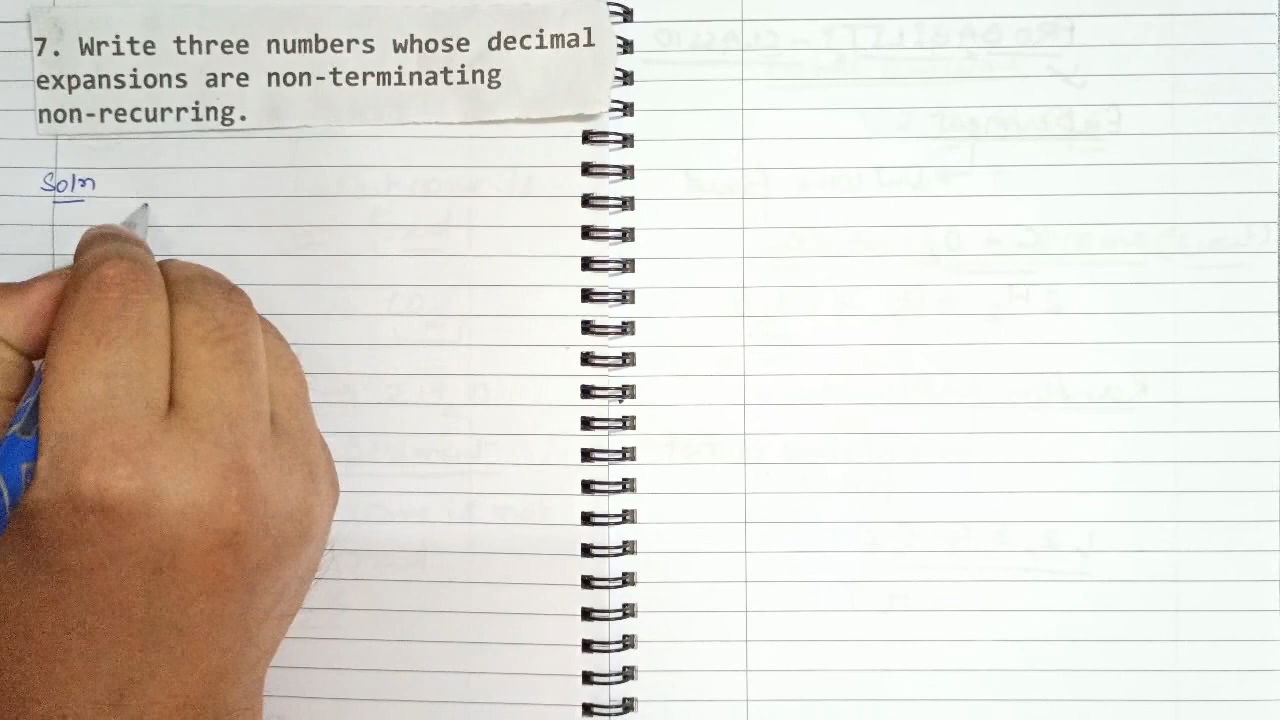 7. Write three numbers whose decimal
expansions are non-terminating
non-recurring.
Soln